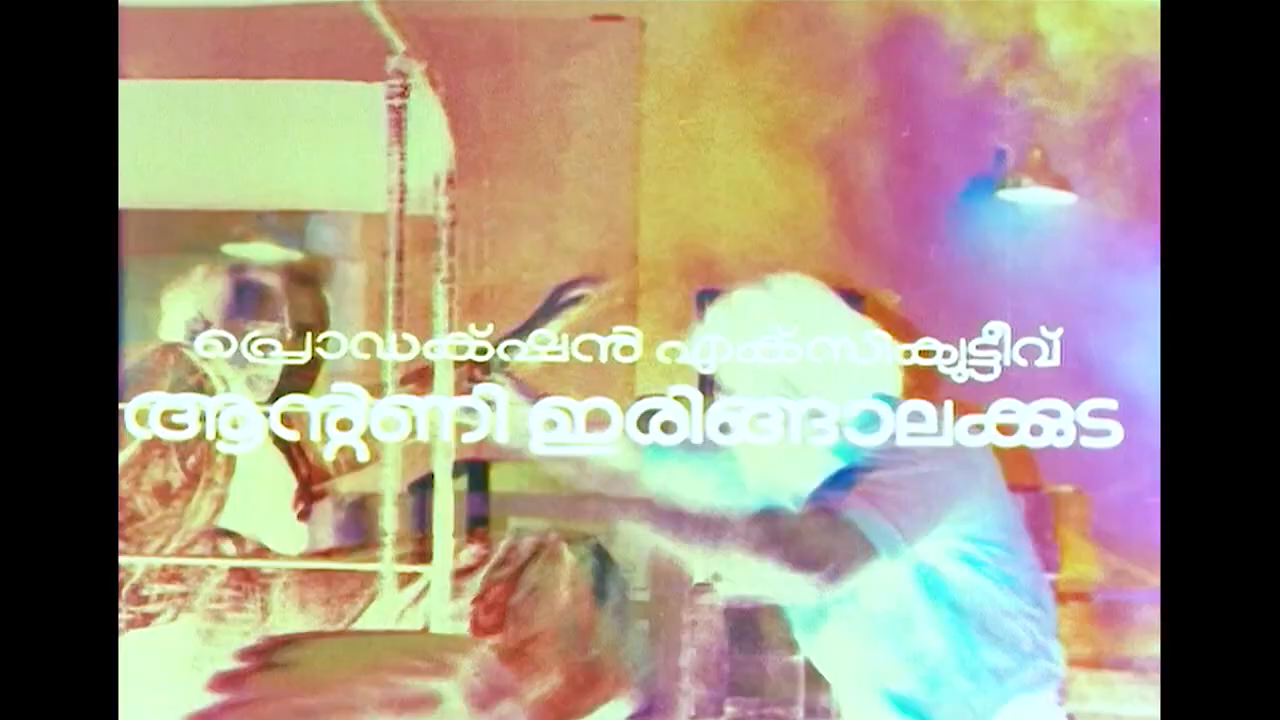 പ്രൊഡക്ഷൻ എക്സിക്യുട്ടീവ്
ആന്റണി ഇരിങ്ങാലക്കുട